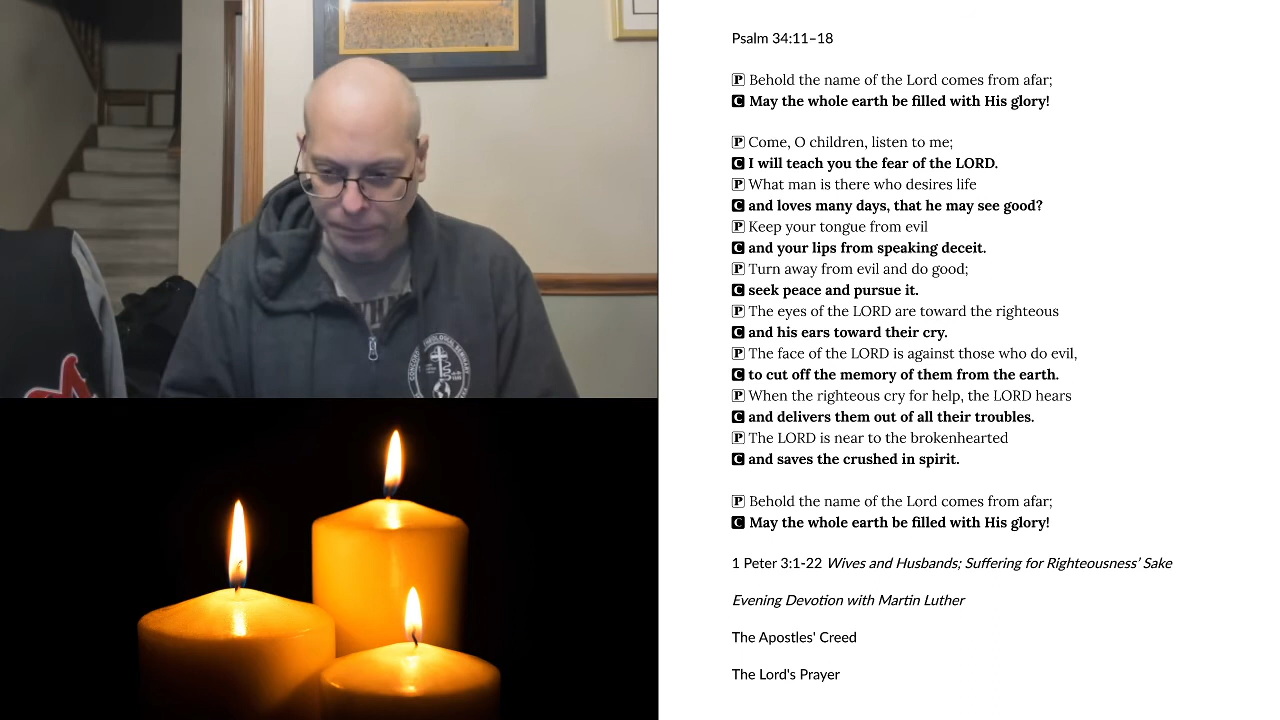 Psalm 34:11–18
P Behold the name of the Lord comes from afar;
C May the whole earth be filled with His glory!
P Come, O children, listen to me;
C I will teach you the fear of the LORD.
P What man is there who desires life
C and loves many days, that he may see good?
P Keep your tongue from evil
C and your lips from speaking deceit.
P Turn away from evil and do good;
C seek peace and pursue it.
P The eyes of the LORD are toward the righteous
C and his ears toward their cry.
P The face of the LORD is against those who do evil,
C to cut off the memory of them from the earth.
P When the righteous cry for help, the LORD hears
C and delivers them out of all their troubles.
P The LORD is near to the brokenhearted
C and saves the crushed in spirit.
P Behold the name of the Lord comes from afar;
C May the whole earth be filled with His glory!
1 Peter 3:1-22 Wives and Husbands; Suffering for Righteousness’ Sake
Evening Devotion with Martin Luther
The Apostles' Creed
The Lord's Prayer